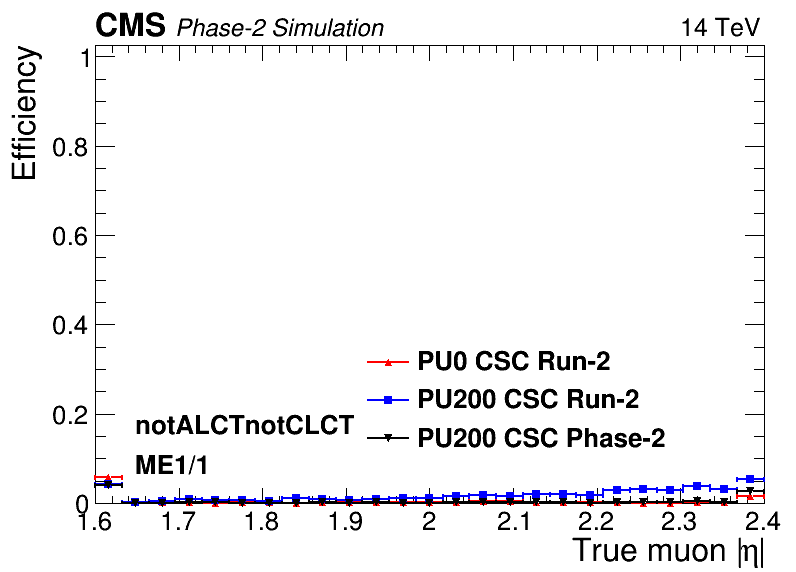 CMS Phase-2 Simulation 14 TeV
Efficiency
1
0.8
0.6
0.4
0.2
0
PU0 CSC Run-2
PU200 CSC Run-2
PU200 CSC Phase-2
notALCTnotCLCT
ME1/1
1.6 1.7 1.8 1.9 2 2.1 2.2 2.3 2.4
True muon |η|